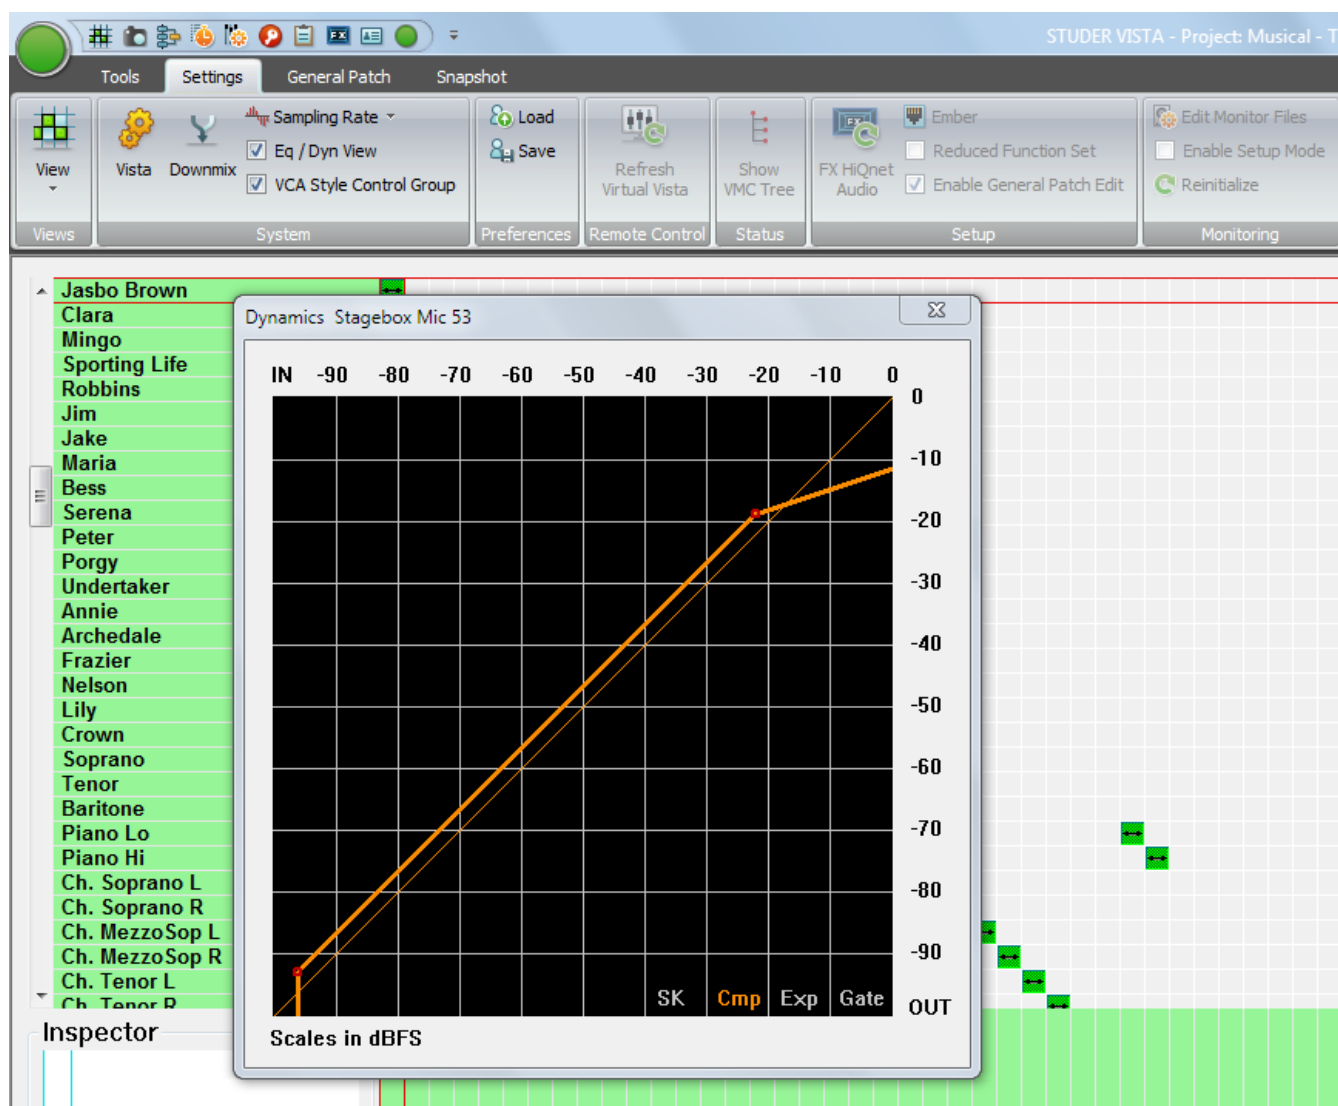 STUDER VISTA - Project: Musical - T
Tools Settings General Patch Snapshot
View
Vista
Downmix
Sampling Rate
Eq / Dyn View
VCA Style Control Group
Load
Save
Refresh
Virtual Vista
Show
VMC Tree
FX HiQnet
Audio
Ember
Reduced Function Set
Enable General Patch Edit
Edit Monitor Files
Enable Setup Mode
Reinitialize
Views System Preferences Remote Control Status Setup Monitoring
Jasbo Brown
Clara
Mingo
Sporting Life
Robbins
Jim
Jake
Maria
Bess
Serena
Peter
Porgy
Undertaker
Annie
Archedale
Frazier
Nelson
Lily
Crown
Soprano
Tenor
Baritone
Piano Lo
Piano Hi
Ch. Soprano L
Ch. Soprano R
Ch. MezzoSop L
Ch. MezzoSop R
Ch. Tenor L
Ch. Tenor R
Inspector
Dynamics Stagebox Mic 53
IN -90 -80 -70 -60 -50 -40 -30 -20 -10 0
0
-10
-20
-30
-40
-50
-60
-70
-80
-90
OUT
SK Cmp Exp Gate
Scales in dBFS